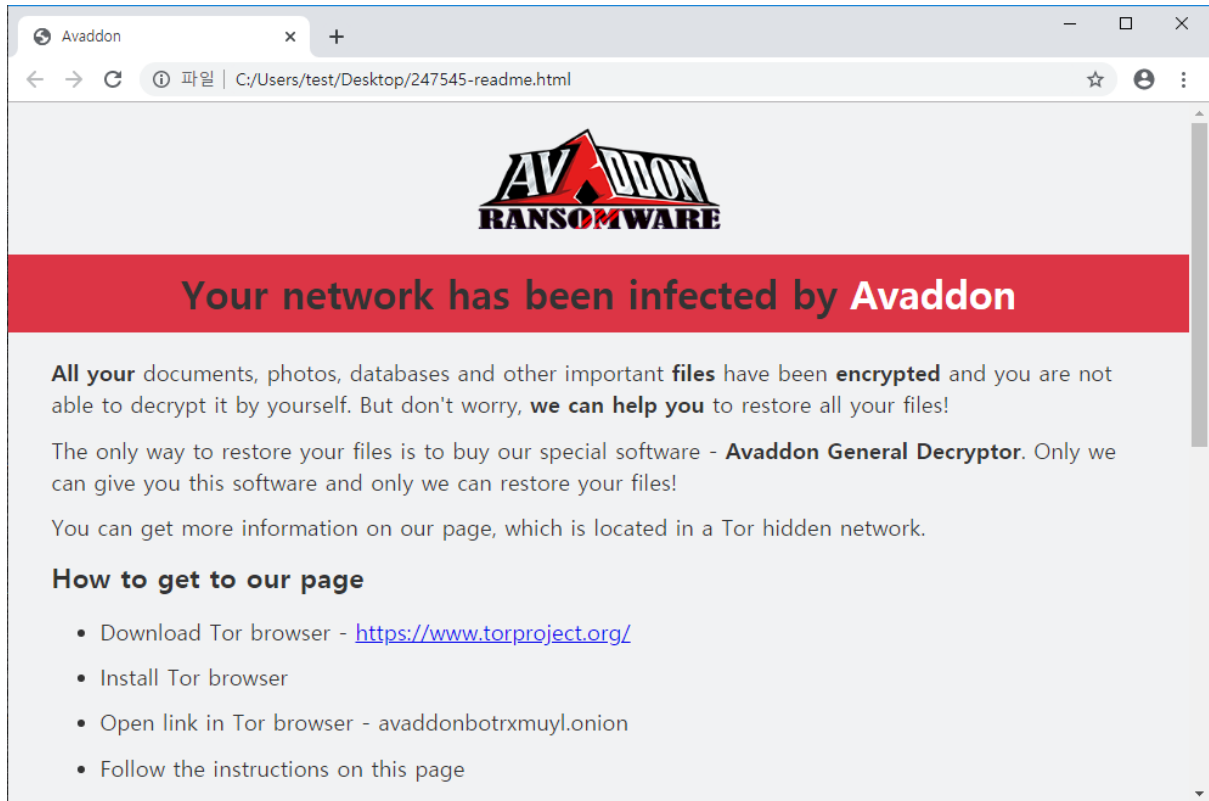 Avaddon
파일 | C:/Users/test/Desktop/247545-readme.html
AVADDON
RANSOMWARE
Your network has been infected by Avaddon
All your documents, photos, databases and other important files have been encrypted and you are not
able to decrypt it by yourself. But don't worry, we can help you to restore all your files!
The only way to restore your files is to buy our special software - Avaddon General Decryptor. Only we
can give you this software and only we can restore your files!
You can get more information on our page, which is located in a Tor hidden network.
How to get to our page
• Download Tor browser - https://www.torproject.org/
• Install Tor browser
• Open link in Tor browser - avaddonbotrxmuyl.onion
• Follow the instructions on this page